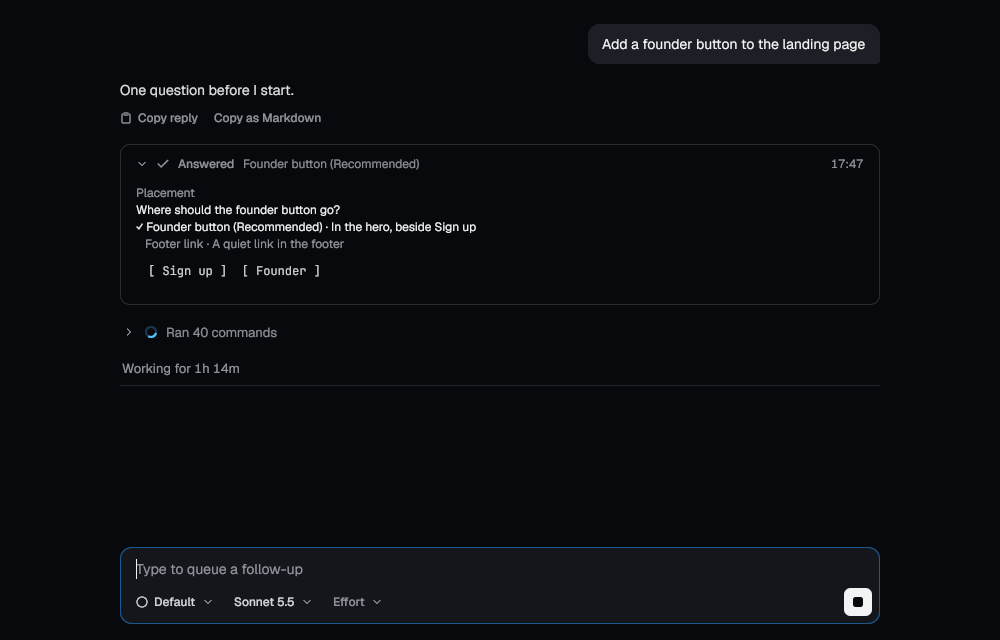 Add a founder button to the landing page
One question before I start.
Copy reply Copy as Markdown
Answered Founder button (Recommended) 17:47
Placement
Where should the founder button go?
✓ Founder button (Recommended) · In the hero, beside Sign up
Footer link · A quiet link in the footer
[ Sign up ] [ Founder ]
Ran 40 commands
Working for 1h 14m
Type to queue a follow-up
Default Sonnet 5.5 Effort